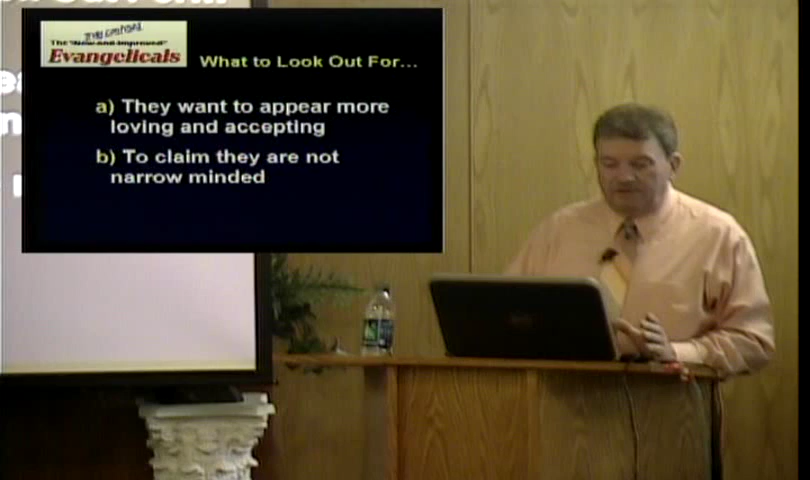 The "New and Improved"
Evangelicals
What to Look Out For...
a) They want to appear more
loving and accepting
b) To claim they are not
narrow minded